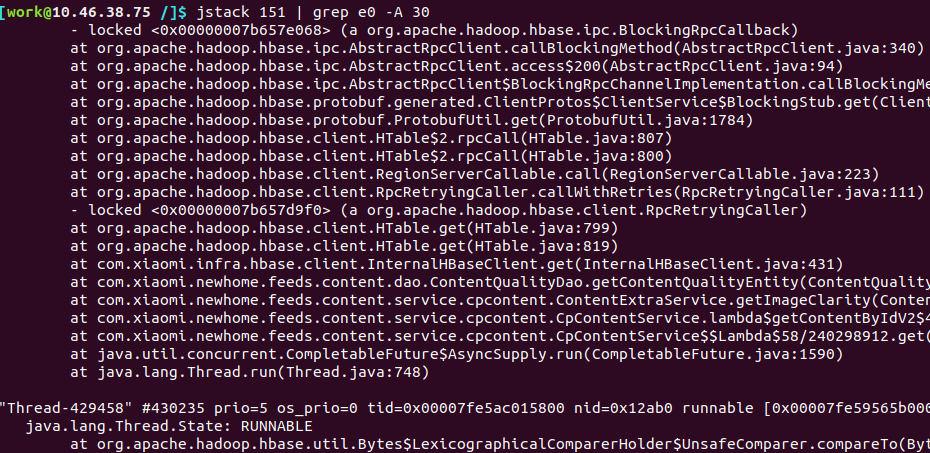 [work@10.46.38.75 /]$ jstack 151 | grep e0 -A 30
- locked <0x00000007b657e068> (a org.apache.hadoop.hbase.ipc.BlockingRpcCallback)
at org.apache.hadoop.hbase.ipc.AbstractRpcClient.callBlockingMethod(AbstractRpcClient.java:340)
at org.apache.hadoop.hbase.ipc.AbstractRpcClient.access$200(AbstractRpcClient.java:94)
at org.apache.hadoop.hbase.ipc.AbstractRpcClient$BlockingRpcChannelImplementation.callBlockingMe
at org.apache.hadoop.hbase.protobuf.generated.ClientProtos$ClientService$BlockingStub.get(Client
at org.apache.hadoop.hbase.protobuf.ProtobufUtil.get(ProtobufUtil.java:1784)
at org.apache.hadoop.hbase.client.HTable$2.rpcCall(HTable.java:807)
at org.apache.hadoop.hbase.client.HTable$2.rpcCall(HTable.java:800)
at org.apache.hadoop.hbase.client.RegionServerCallable.call(RegionServerCallable.java:223)
at org.apache.hadoop.hbase.client.RpcRetryingCaller.callWithRetries(RpcRetryingCaller.java:111)
- locked <0x00000007b657d9f0> (a org.apache.hadoop.hbase.client.RpcRetryingCaller)
at org.apache.hadoop.hbase.client.HTable.get(HTable.java:799)
at org.apache.hadoop.hbase.client.HTable.get(HTable.java:819)
at com.xiaomi.infra.hbase.client.InternalHBaseClient.get(InternalHBaseClient.java:431)
at com.xiaomi.newhome.feeds.content.dao.ContentQualityDao.getContentQualityEntity(ContentQuality
at com.xiaomi.newhome.feeds.content.service.cpcontent.ContentExtraService.getImageClarity(Conten
at com.xiaomi.newhome.feeds.content.service.cpcontent.CpContentService.lambda$getContentByIdV2$4
at com.xiaomi.newhome.feeds.content.service.cpcontent.CpContentService$$Lambda$58/240298912.get(
at java.util.concurrent.CompletableFuture$AsyncSupply.run(CompletableFuture.java:1590)
at java.lang.Thread.run(Thread.java:748)
"Thread-429458" #430235 prio=5 os_prio=0 tid=0x00007fe5ac015800 nid=0x12ab0 runnable [0x00007fe59565b000
java.lang.Thread.State: RUNNABLE
at org.apache.hadoop.hbase.util.Bytes$LexicographicalComparerHolder$UnsafeComparer.compareTo(Byt